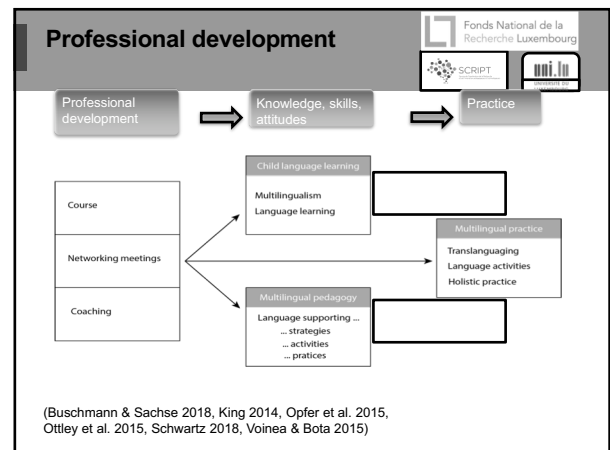 Professional development
Fonds National de la
Recherche Luxembourg
SCRIPT
uni.lu
UNIVERSITÉ DU
LUXEMBOURG
Professional
development
Knowledge, skills,
attitudes
Practice
Course
Networking meetings
Coaching
Child language learning
Multilingualism
Language learning
Multilingual pedagogy
Language supporting ...
... strategies
... activities
... pratices
Multilingual practice
Translanguaging
Language activities
Holistic practice
(Buschmann & Sachse 2018, King 2014, Opfer et al. 2015,
Ottley et al. 2015, Schwartz 2018, Voinea & Bota 2015)